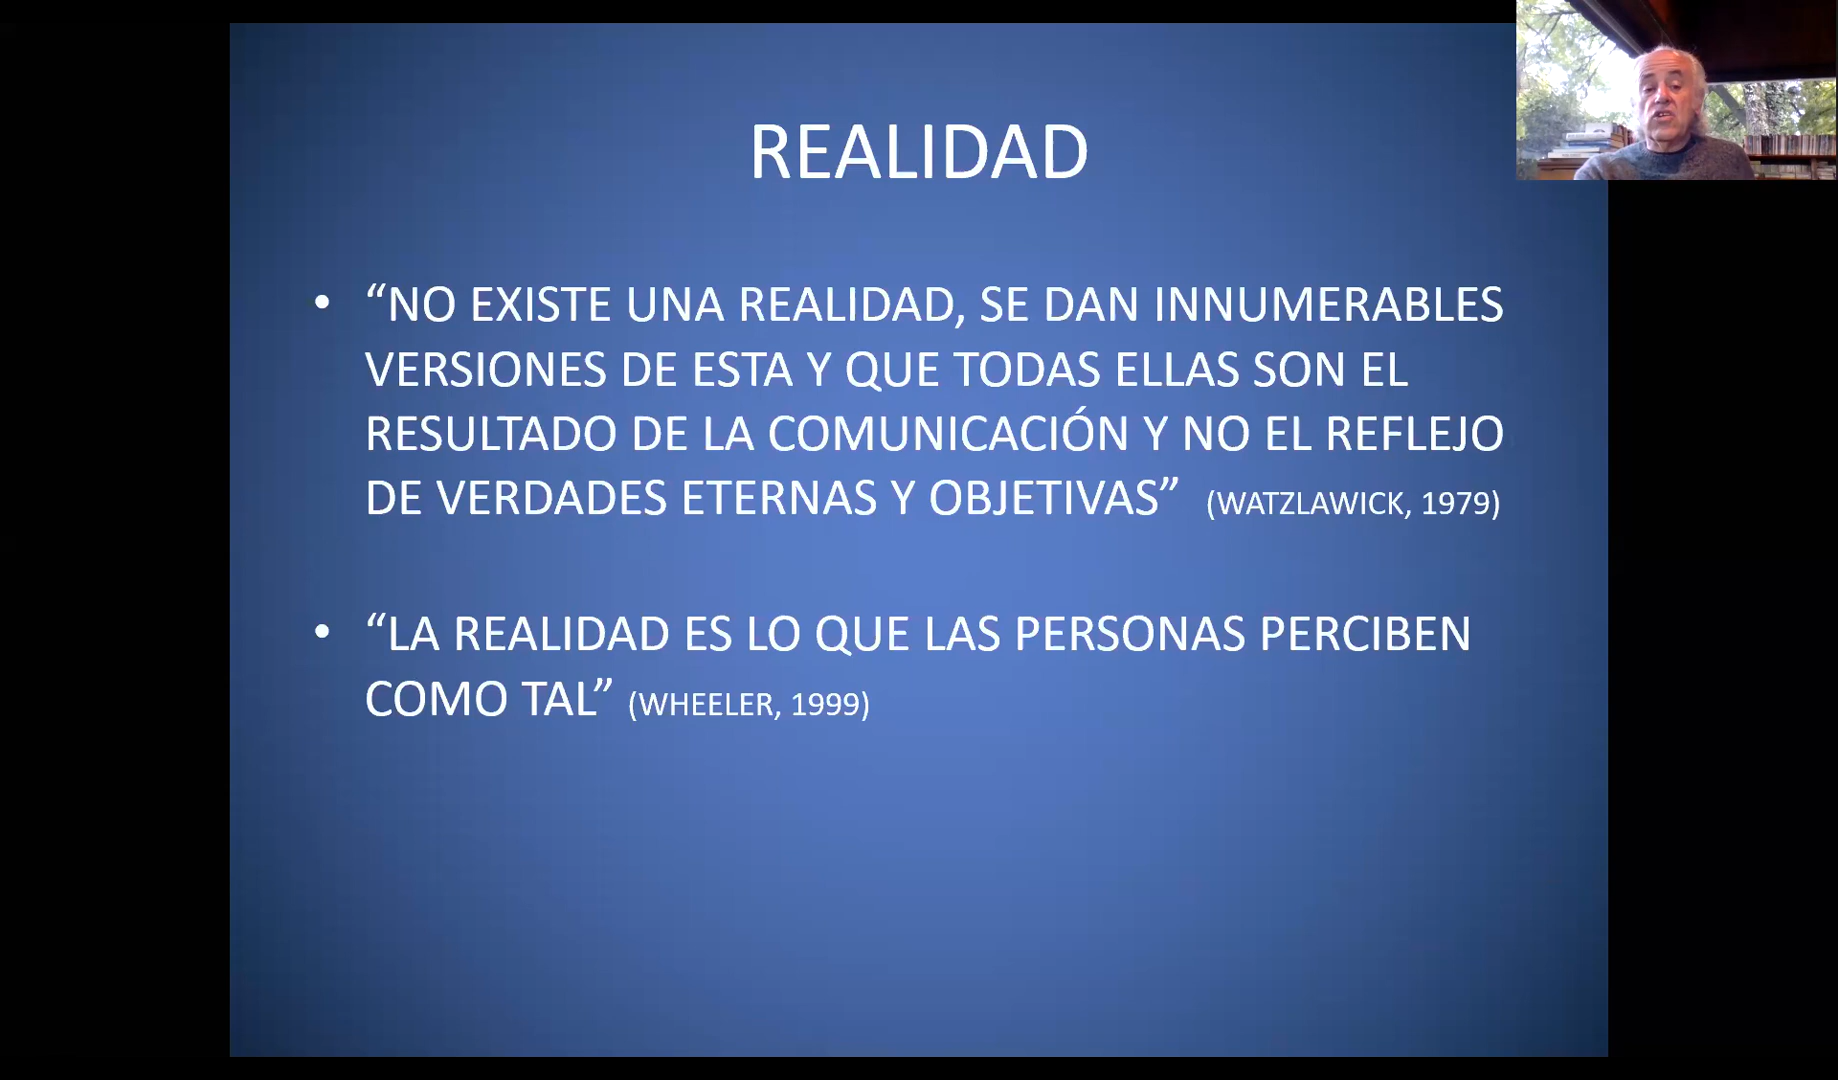 REALIDAD
• “NO EXISTE UNA REALIDAD, SE DAN INNUMERABLES
VERSIONES DE ESTA Y QUE TODAS ELLAS SON EL
RESULTADO DE LA COMUNICACIÓN Y NO EL REFLEJO
DE VERDADES ETERNAS Y OBJETIVAS” (WATZLAWICK, 1979)
• “LA REALIDAD ES LO QUE LAS PERSONAS PERCIBEN
COMO TAL” (WHEELER, 1999)